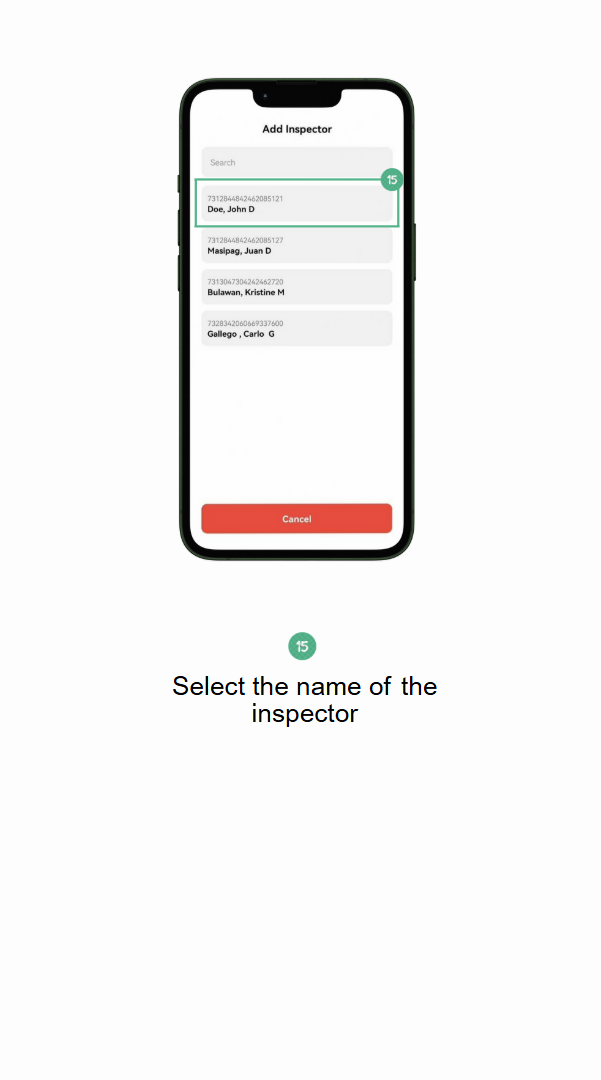 Add Inspector
Search
15
7312844842462085121
Doe, John D
7312844842462085127
Masipag, Juan D
7313047304242462720
Bulawan, Kristine M
7328342060669337600
Gallego , Carlo G
Cancel
15
Select the name of the
inspector